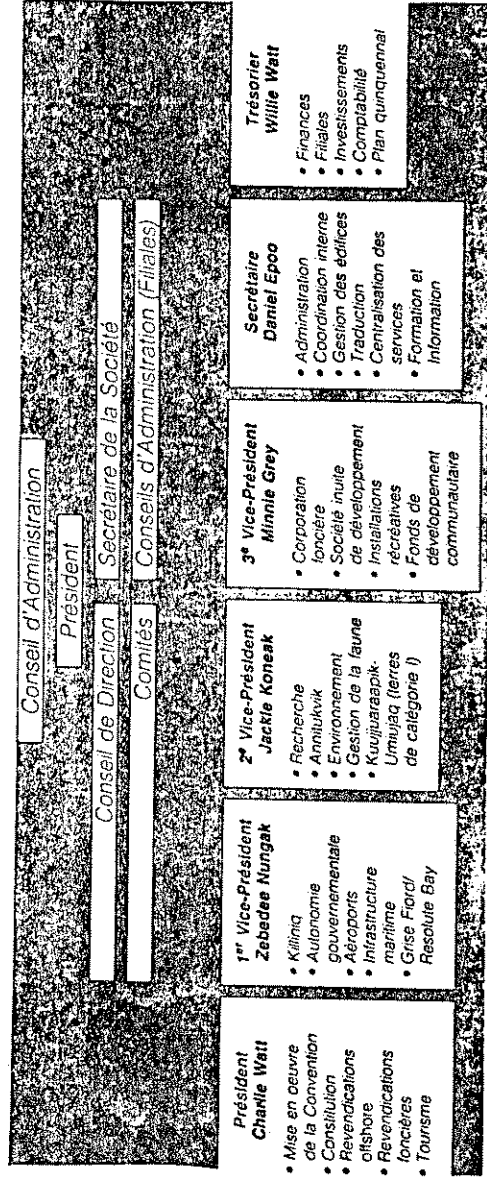 Conseil d'Administration
Président
Conseil de Direction
Secrétaire de la Société
Comités
Conseils d'Administration (Filiales)
Président
Charlie Watt
• Mise en oeuvre
de la Convention
• Constitution
• Revendications
offshore
• Revendications
foncières
• Tourisme
1er Vice-Président
Zebedee Nungak
• Killiniq
• Autonomie
gouvernementale
• Aéroports
• Infrastructure
maritime
• Grise Fiord/
Resolute Bay
2e Vice-Président
Jackie Koneak
• Recherche
• Annitukvik
• Environnement
• Gestion de la faune
• Kuujjuaraapik-
Umiujaq (terres
de catégorie I)
3e Vice-Président
Minnie Grey
• Corporation
foncière
• Société inuite
de développement
• Installations
récréatives
• Fonds de
développement
communautaire
Secrétaire
Daniel Epoo
• Administration
• Coordination interne
• Gestion des édifices
• Traduction
• Centralisation des
services
• Formation et
Information
Trésorier
Willie Watt
• Finances
• Filiales
• Investissements
• Comptabilité
• Plan quinquennal